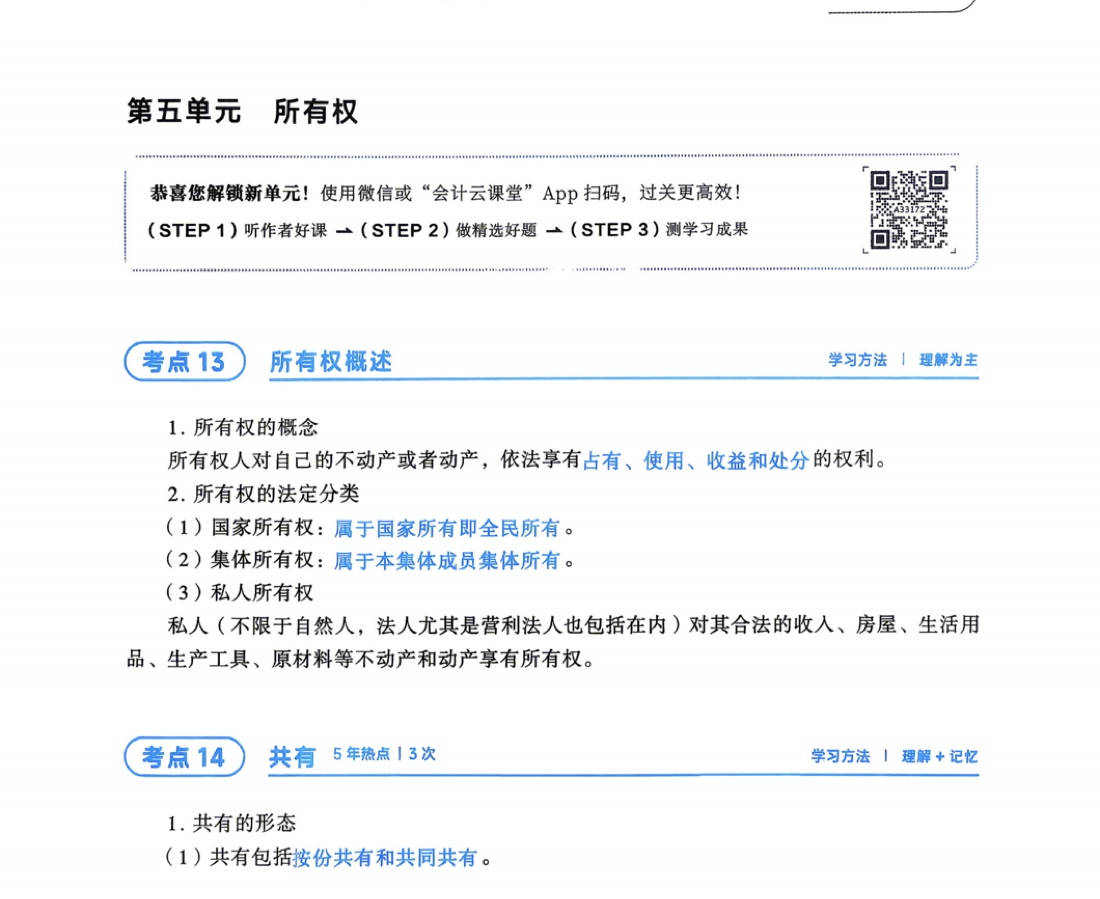 第五单元 所有权
恭喜您解锁新单元！使用微信或“会计云课堂”App 扫码，过关更高效！
（STEP 1）听作者好课 ⇀（STEP 2）做精选好题 ⇀（STEP 3）测学习成果
A33172
考点 13 所有权概述 学习方法 | 理解为主
1. 所有权的概念
所有权人对自己的不动产或者动产，依法享有占有、使用、收益和处分的权利。
2. 所有权的法定分类
（1）国家所有权：属于国家所有即全民所有。
（2）集体所有权：属于本集体成员集体所有。
（3）私人所有权
私人（不限于自然人，法人尤其是营利法人也包括在内）对其合法的收入、房屋、生活用
品、生产工具、原材料等不动产和动产享有所有权。
考点 14 共有 5 年热点 | 3 次 学习方法 | 理解 + 记忆
1. 共有的形态
（1）共有包括按份共有和共同共有。